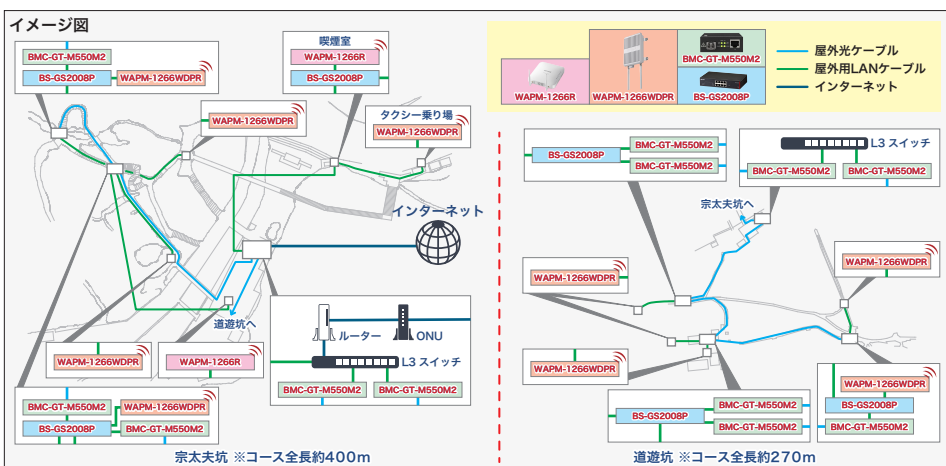 イメージ図
BMC-GT-M550M2
BS-GS2008P
WAPM-1266WDPR
喫煙室
WAPM-1266R
BS-GS2008P
WAPM-1266WDPR
タクシー乗り場
WAPM-1266WDPR
インターネット
道遊坑へ
ルーター
ONU
L3 スイッチ
BMC-GT-M550M2
BMC-GT-M550M2
WAPM-1266WDPR
WAPM-1266R
BMC-GT-M550M2
WAPM-1266WDPR
BS-GS2008P
BMC-GT-M550M2
宗太夫坑 ※コース全長約400m
WAPM-1266R
WAPM-1266WDPR
BMC-GT-M550M2
BS-GS2008P
屋外光ケーブル
屋外用LANケーブル
インターネット
BS-GS2008P
BMC-GT-M550M2
BMC-GT-M550M2
L3 スイッチ
BMC-GT-M550M2
BMC-GT-M550M2
宗太夫坑へ
WAPM-1266WDPR
WAPM-1266WDPR
WAPM-1266WDPR
BS-GS2008P
BMC-GT-M550M2
BMC-GT-M550M2
WAPM-1266WDPR
BS-GS2008P
BMC-GT-M550M2
道遊坑 ※コース全長約270m